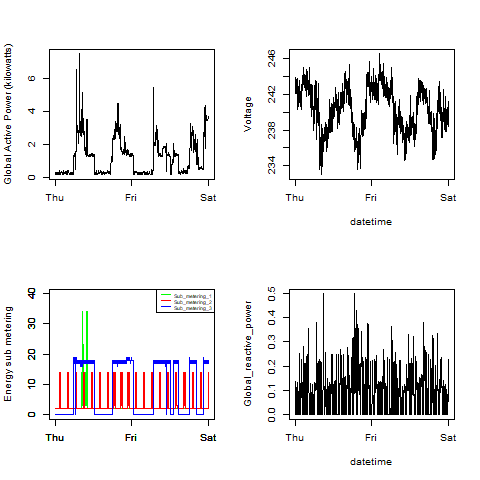 Global Active Power (kilowatts)
0 2 4 6
Thu Fri Sat
Voltage
234 238 242 246
Thu Fri Sat
datetime
Energy sub metering
0 10 20 30 40
Sub_metering_1
Sub_metering_2
Sub_metering_3
Thu Fri Sat
Global_reactive_power
0.0 0.1 0.2 0.3 0.4 0.5
Thu Fri Sat
datetime